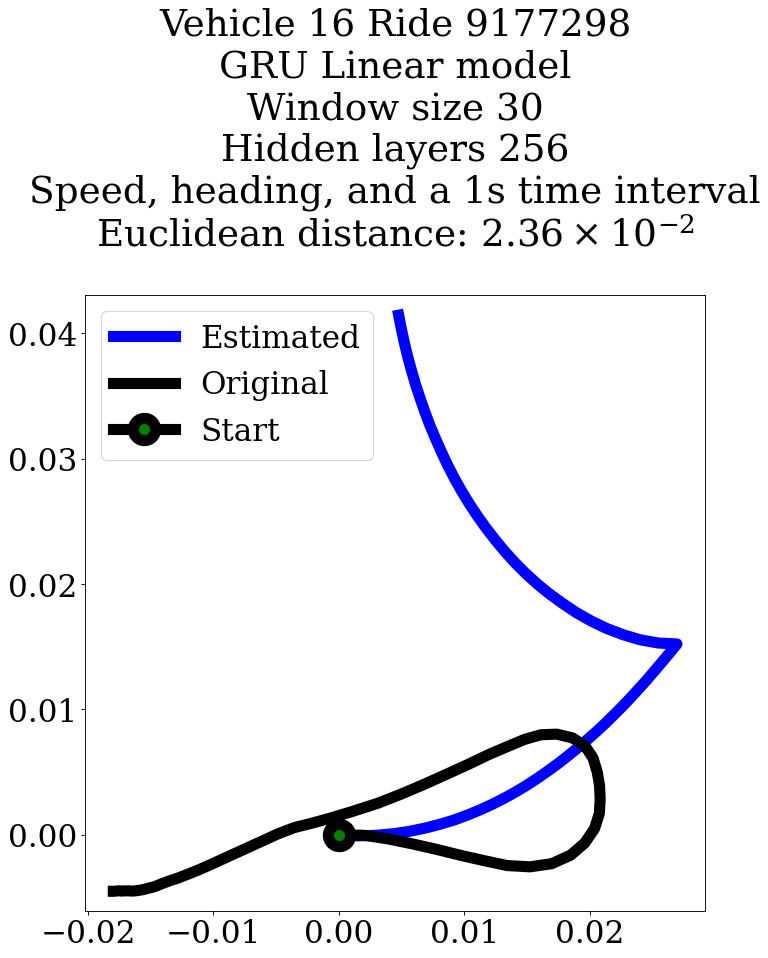 Vehicle 16 Ride 9177298
GRU Linear model
Window size 30
Hidden layers 256
Speed, heading, and a 1s time interval
Euclidean distance: 2.36 × 10⁻²
Estimated
Original
Start
0.04
0.03
0.02
0.01
0.00
−0.02 −0.01 0.00 0.01 0.02